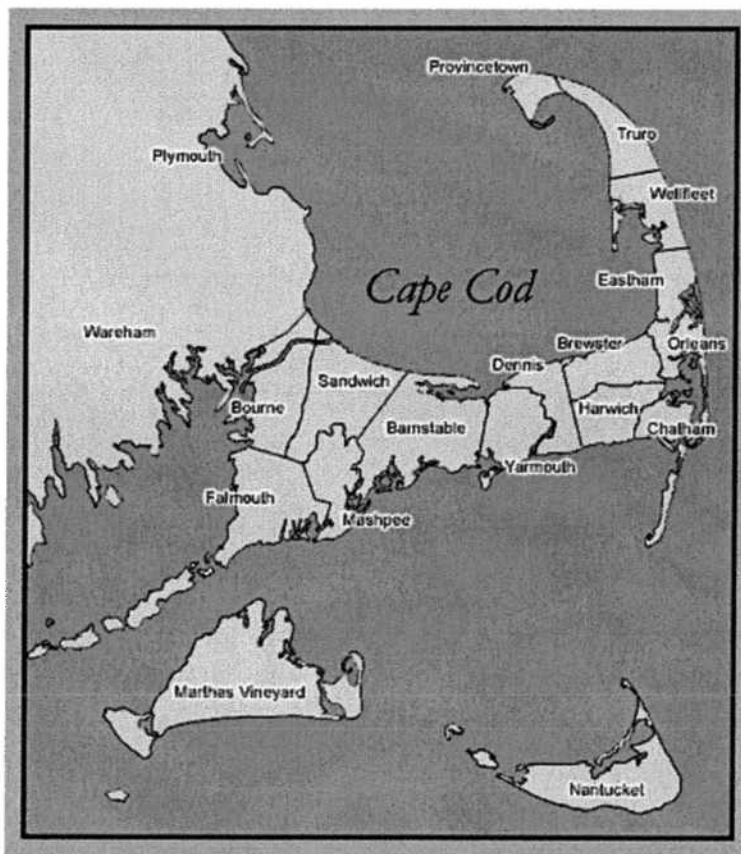 Provincetown
Truro
Plymouth
Wellfleet
Eastham
Cape Cod
Wareham
Brewster
Orleans
Dennis
Sandwich
Bourne
Harwich
Barnstable
Chatham
Yarmouth
Falmouth
Mashpee
Marthas Vineyard
Nantucket